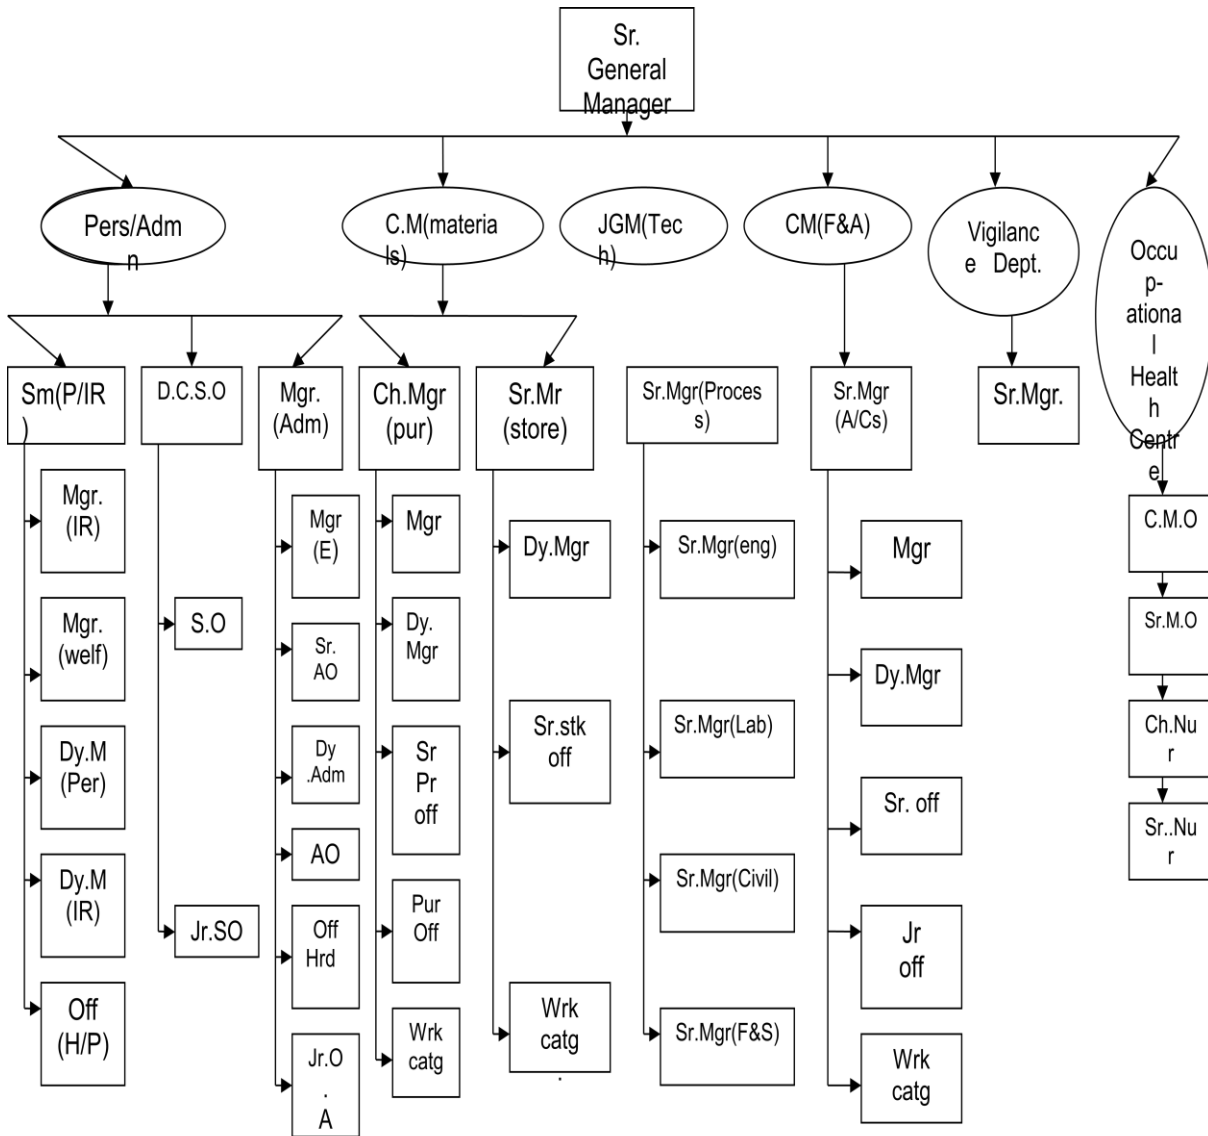 Sr.
General
Manager
Pers/Adm
n
C.M(materia
ls)
JGM(Tec
h)
CM(F&A)
Vigilanc
e Dept.
Occu
p-
ationa
l
Healt
h
Centr
e
Sm(P/IR
)
D.C.S.O
Mgr.
(Adm)
Ch.Mgr
(pur)
Sr.Mr
(store)
Sr.Mgr(Proces
s)
Sr.Mgr
(A/Cs)
Sr.Mgr.
Mgr.
(IR)
Mgr.
(welf)
Dy.M
(Per)
Dy.M
(IR)
Off
(H/P)
S.O
Jr.SO
Mgr
(E)
Sr.
AO
Dy
.Adm
AO
Off
Hrd
Jr.O
.
A
Mgr
Dy.
Mgr
Sr
Pr
off
Pur
Off
Wrk
catg
Dy.Mgr
Sr.stk
off
Wrk
catg
.
Sr.Mgr(eng)
Sr.Mgr(Lab)
Sr.Mgr(Civil)
Sr.Mgr(F&S)
Mgr
Dy.Mgr
Sr. off
Jr
off
Wrk
catg
C.M.O
Sr.M.O
Ch.Nu
r
Sr..Nu
r